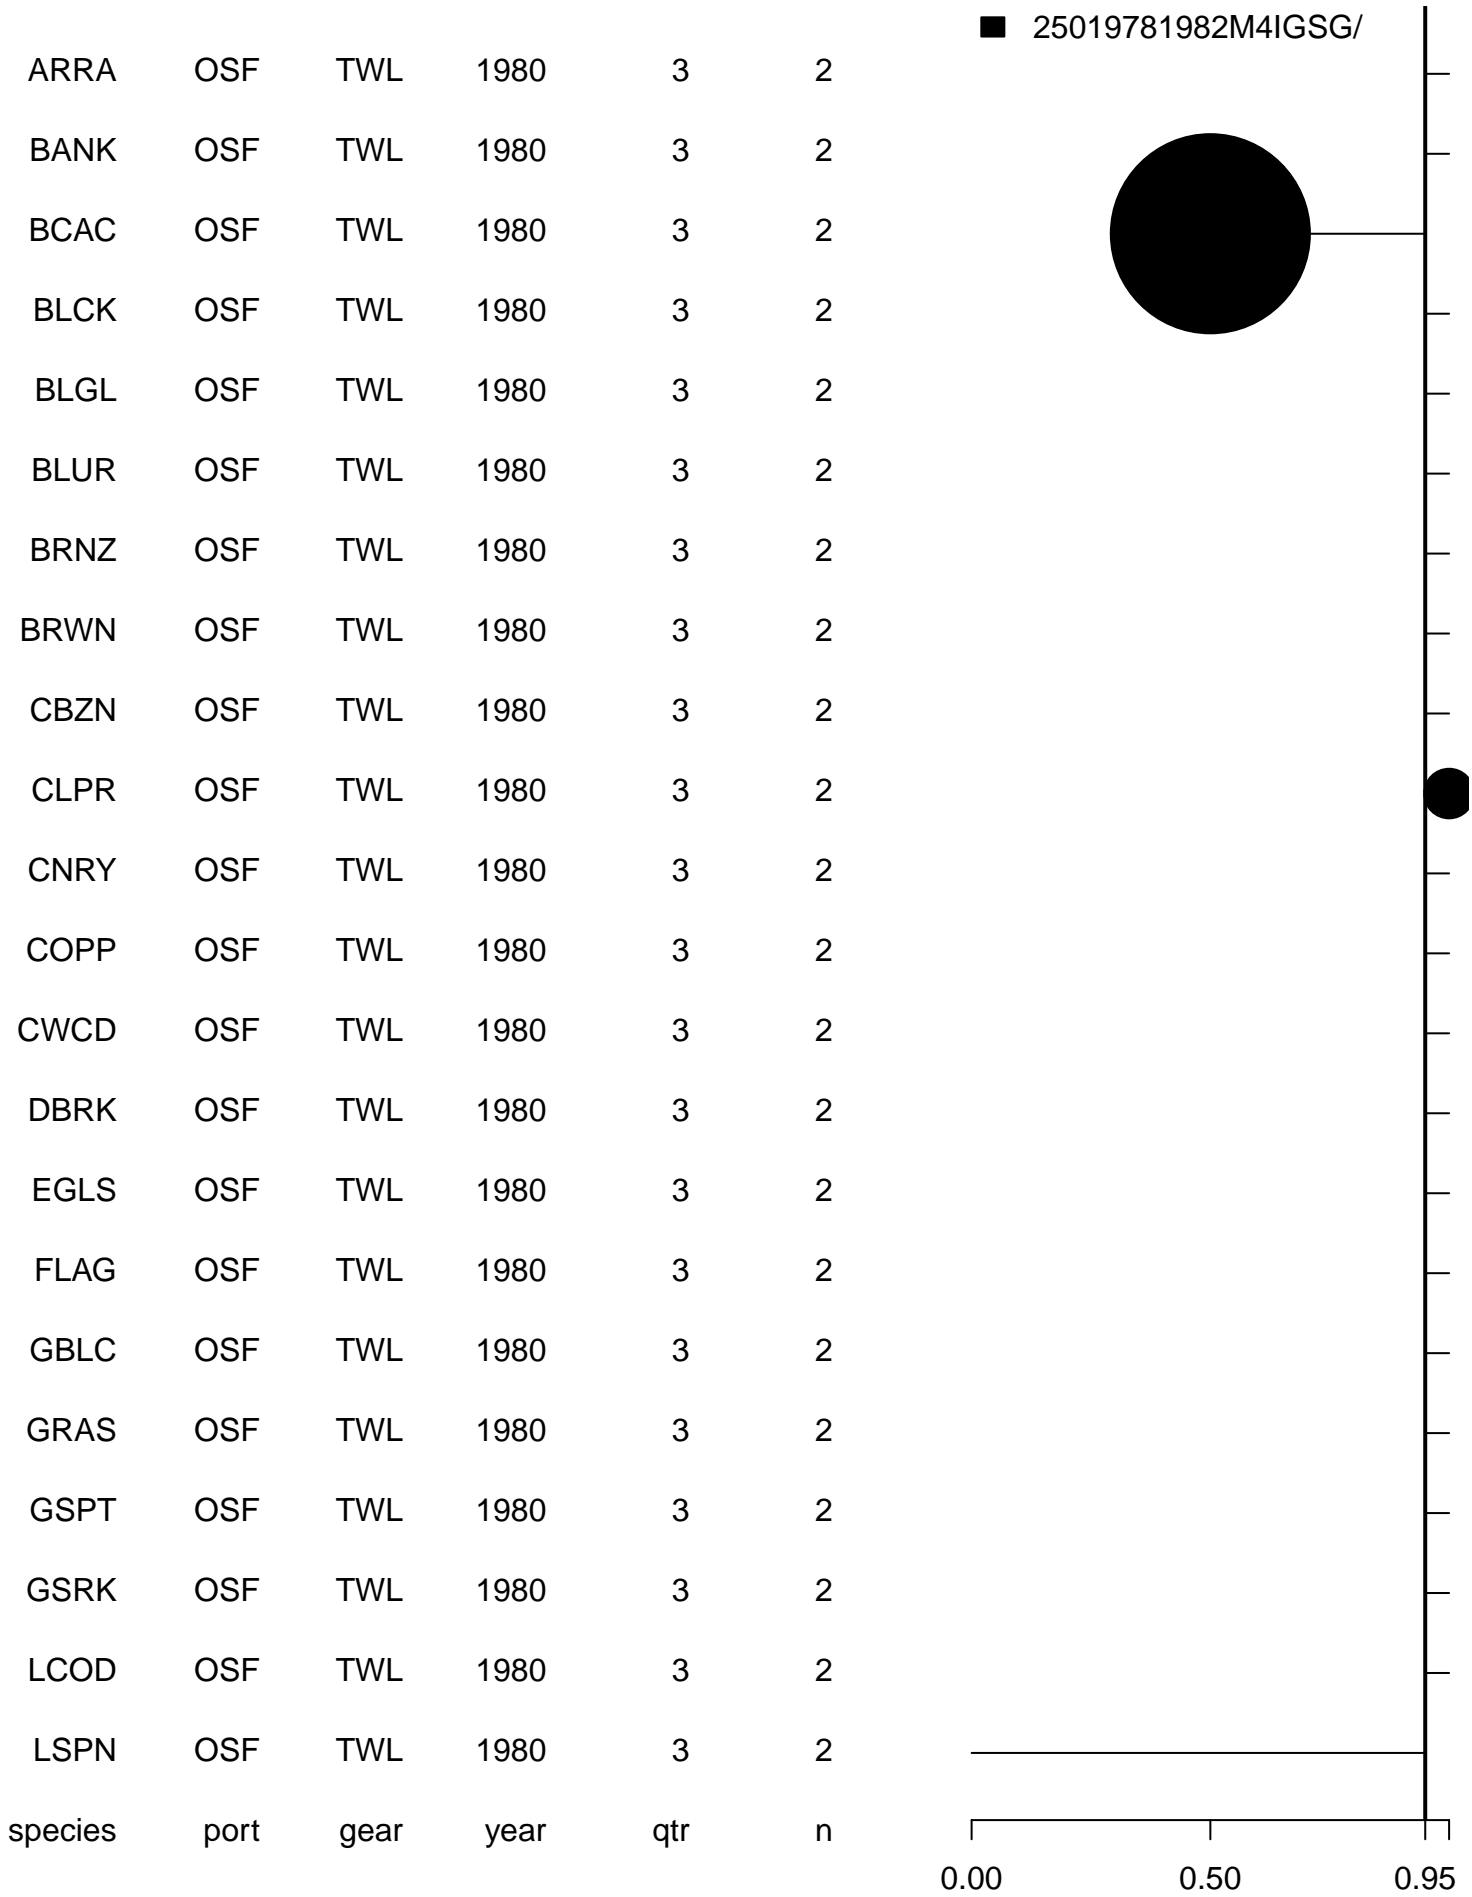 25019781982M4IGSG/
ARRA OSF TWL 1980 3 2
BANK OSF TWL 1980 3 2
BCAC OSF TWL 1980 3 2
BLCK OSF TWL 1980 3 2
BLGL OSF TWL 1980 3 2
BLUR OSF TWL 1980 3 2
BRNZ OSF TWL 1980 3 2
BRWN OSF TWL 1980 3 2
CBZN OSF TWL 1980 3 2
CLPR OSF TWL 1980 3 2
CNRY OSF TWL 1980 3 2
COPP OSF TWL 1980 3 2
CWCD OSF TWL 1980 3 2
DBRK OSF TWL 1980 3 2
EGLS OSF TWL 1980 3 2
FLAG OSF TWL 1980 3 2
GBLC OSF TWL 1980 3 2
GRAS OSF TWL 1980 3 2
GSPT OSF TWL 1980 3 2
GSRK OSF TWL 1980 3 2
LCOD OSF TWL 1980 3 2
LSPN OSF TWL 1980 3 2
species port gear year qtr n
0.00 0.50 0.95